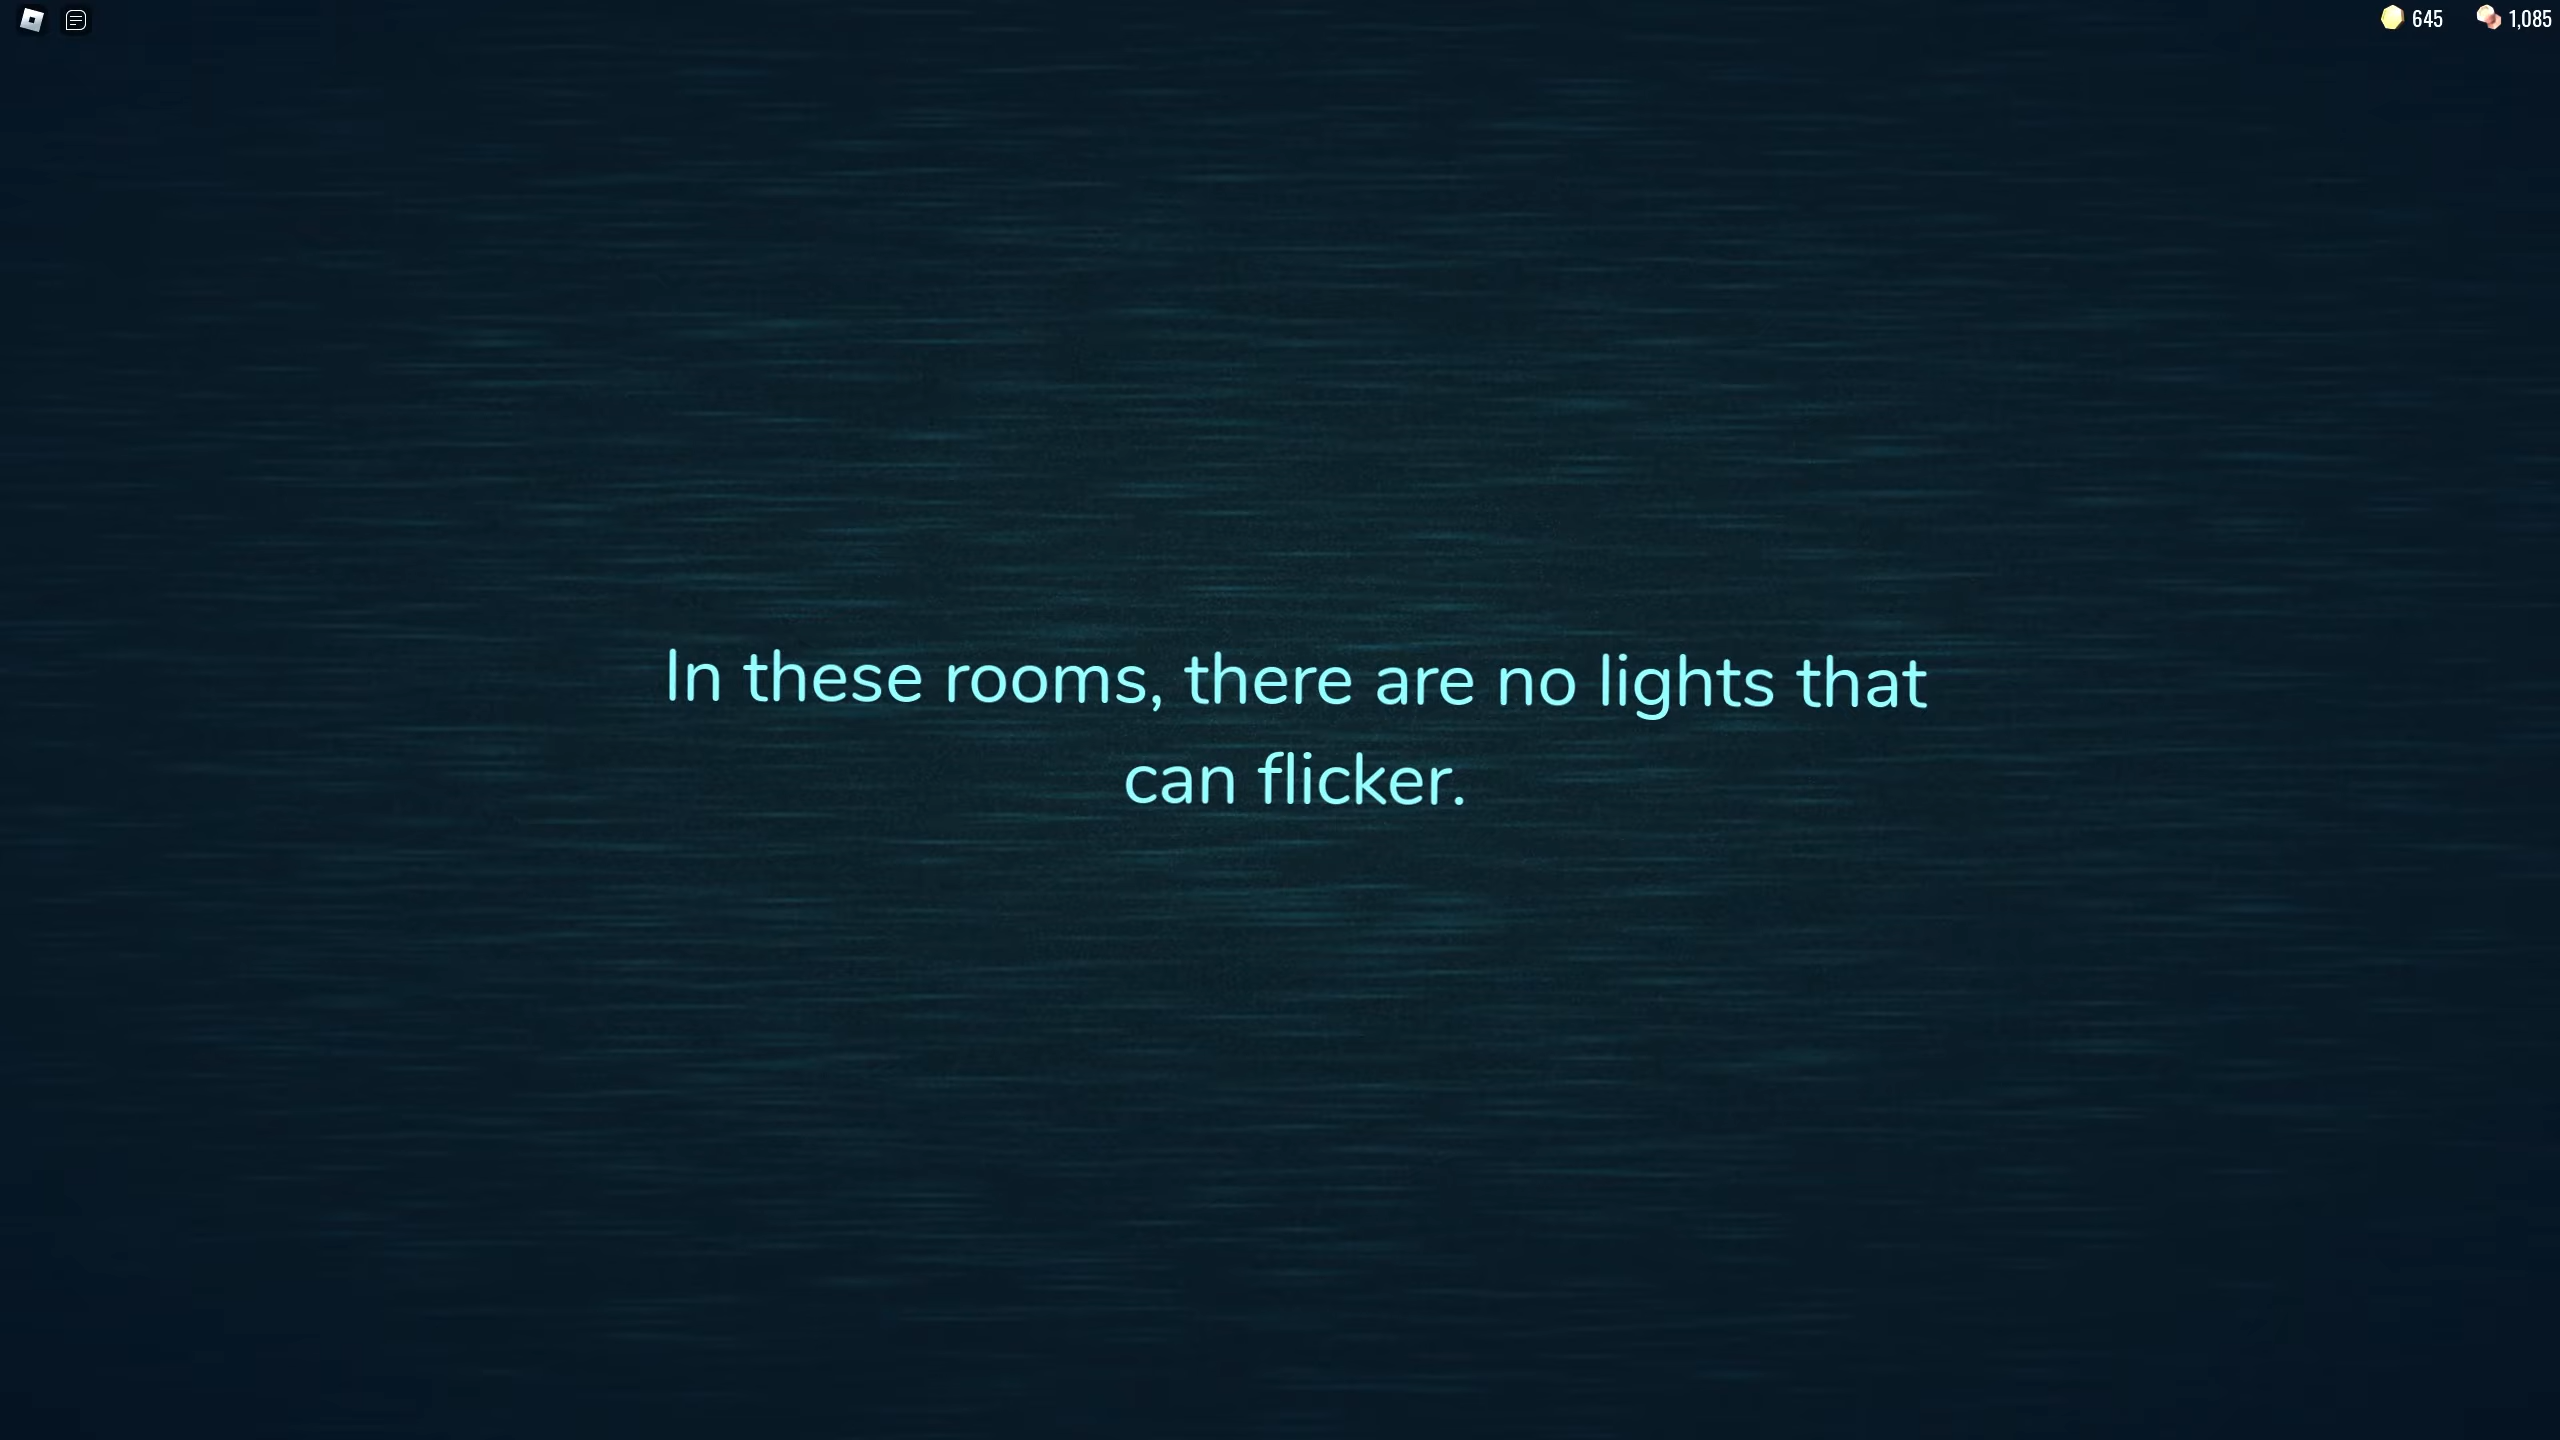 645 1,085
In these rooms, there are no lights that
can flicker.